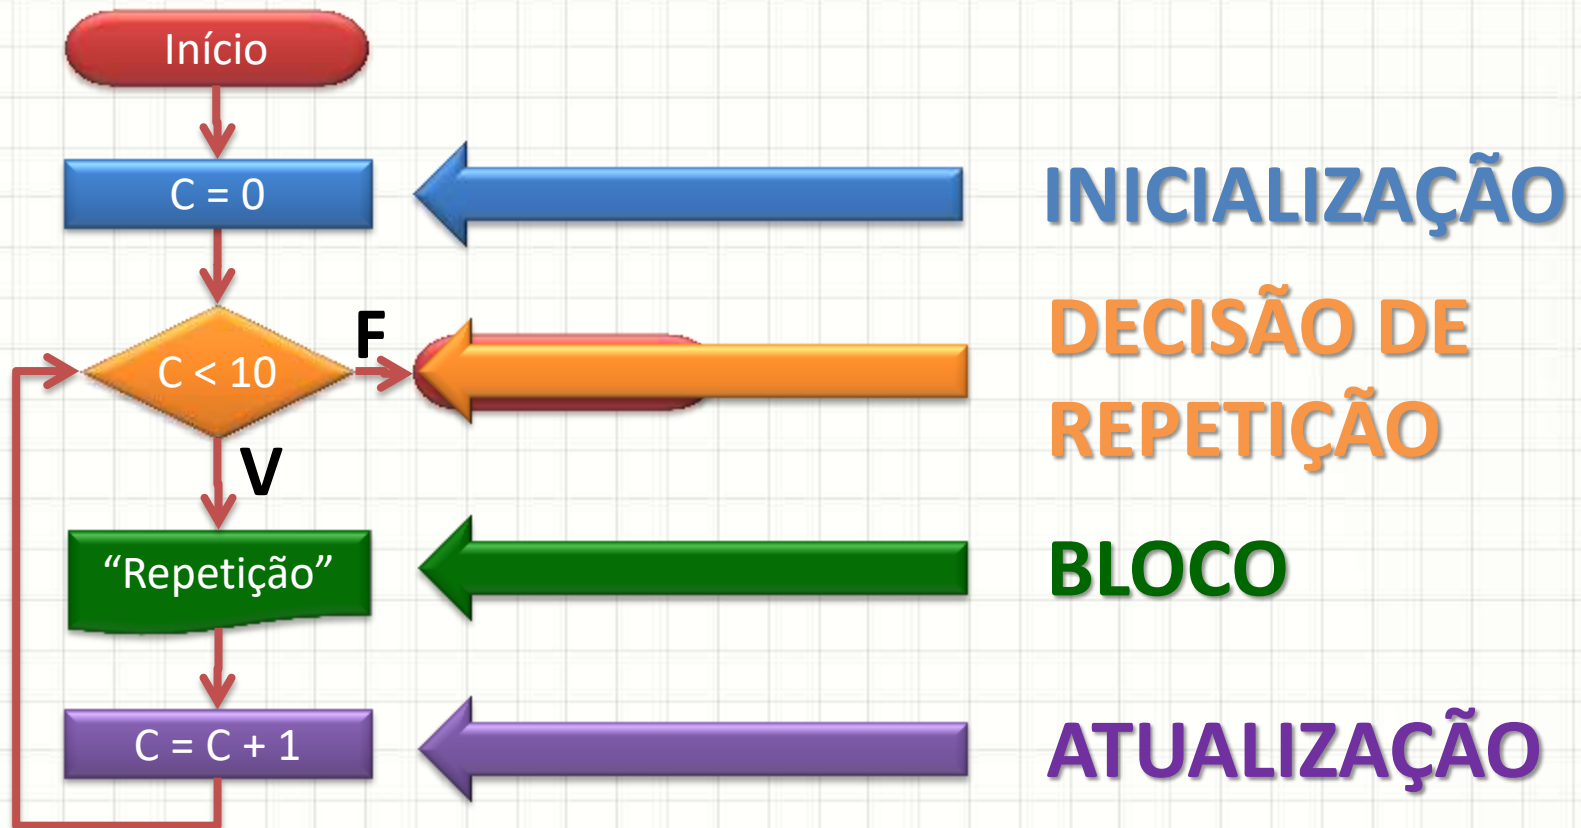 Início
C = 0
INICIALIZAÇÃO
C < 10
F
DECISÃO DE
REPETIÇÃO
V
“Repetição”
BLOCO
C = C + 1
ATUALIZAÇÃO